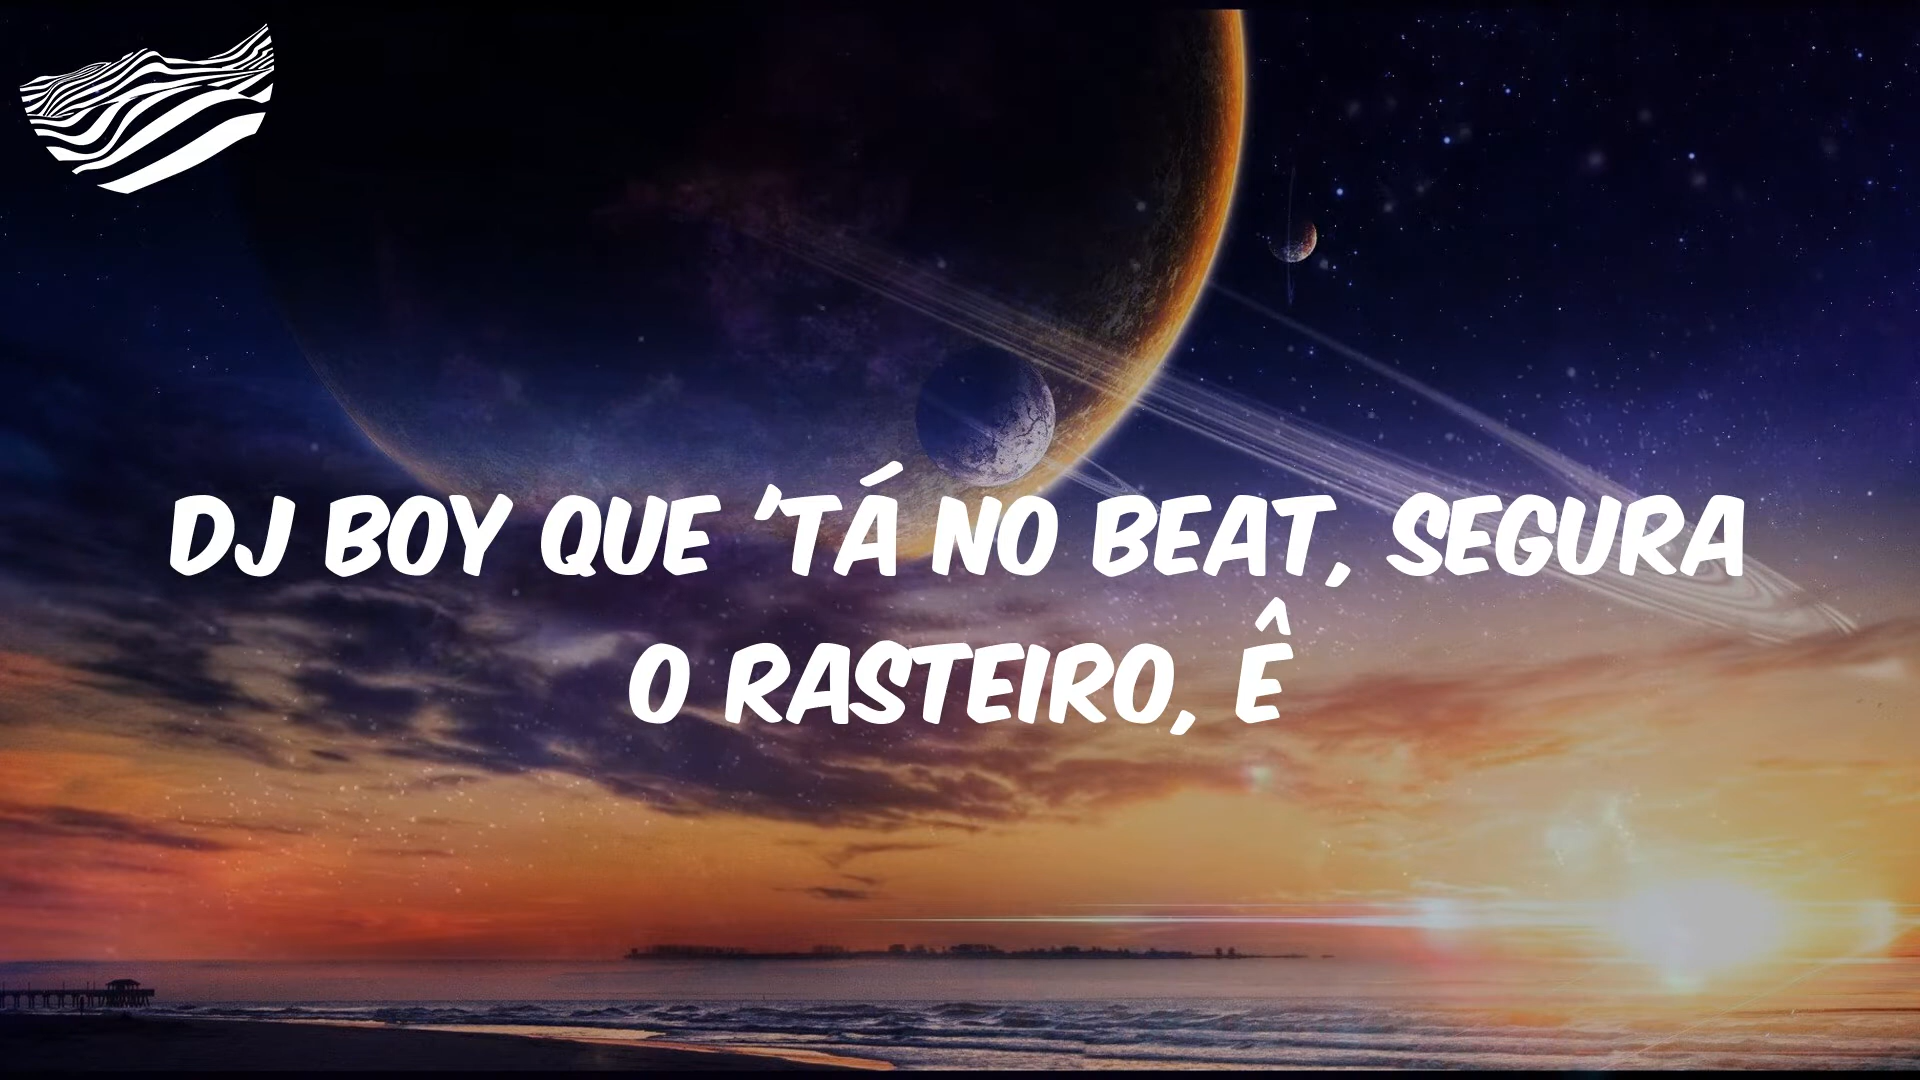 DJ BOY QUE 'TÁ NO BEAT, SEGURA
O RASTEIRO, Ê